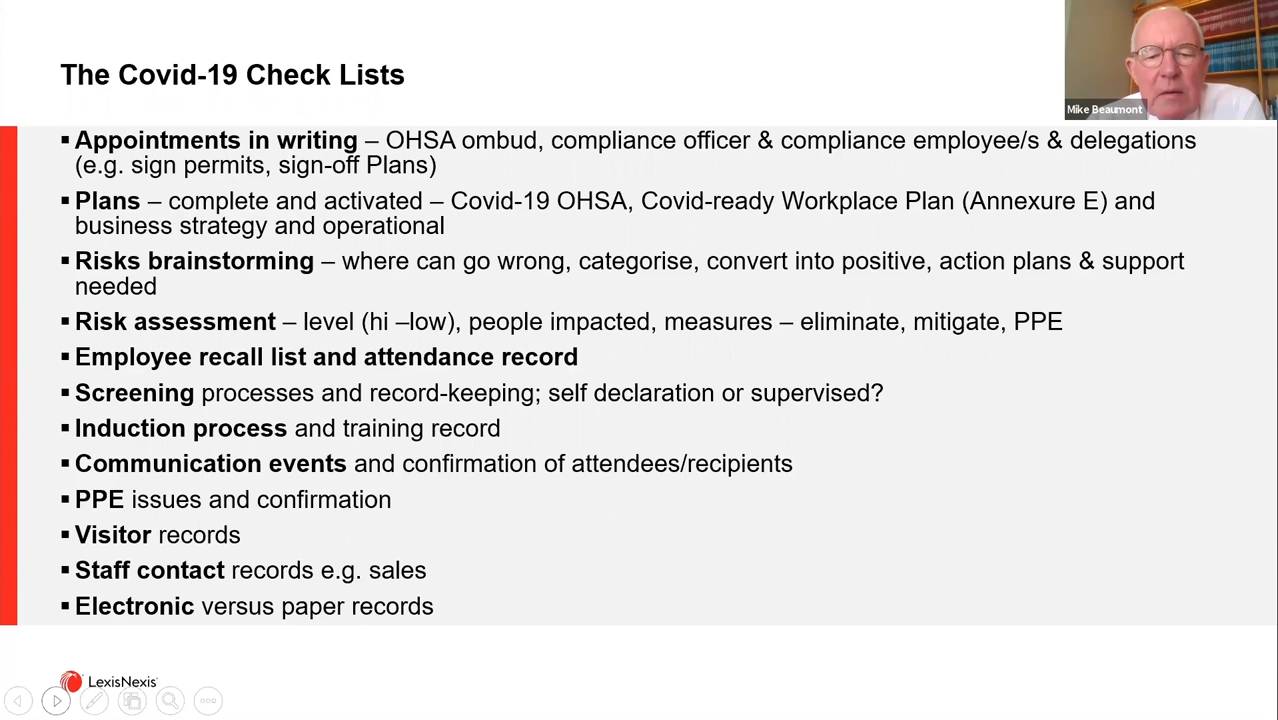 The Covid-19 Check Lists
Mike Beaumont
▪ Appointments in writing – OHSA ombud, compliance officer & compliance employee/s & delegations
(e.g. sign permits, sign-off Plans)
▪ Plans – complete and activated – Covid-19 OHSA, Covid-ready Workplace Plan (Annexure E) and
business strategy and operational
▪ Risks brainstorming – where can go wrong, categorise, convert into positive, action plans & support
needed
▪ Risk assessment – level (hi –low), people impacted, measures – eliminate, mitigate, PPE
▪ Employee recall list and attendance record
▪ Screening processes and record-keeping; self declaration or supervised?
▪ Induction process and training record
▪ Communication events and confirmation of attendees/recipients
▪ PPE issues and confirmation
▪ Visitor records
▪ Staff contact records e.g. sales
▪ Electronic versus paper records
LexisNexis